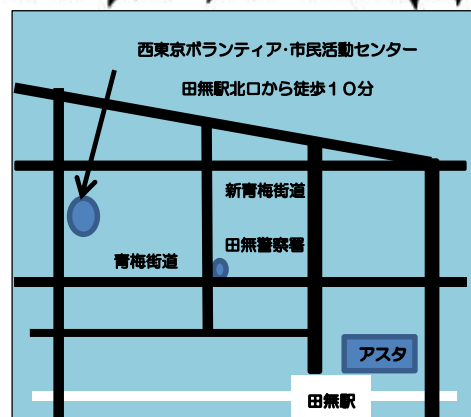 西東京ボランティア･市民活動センター
田無駅北口から徒歩１０分
新青梅街道
田無警察署
青梅街道
アスタ
田無駅